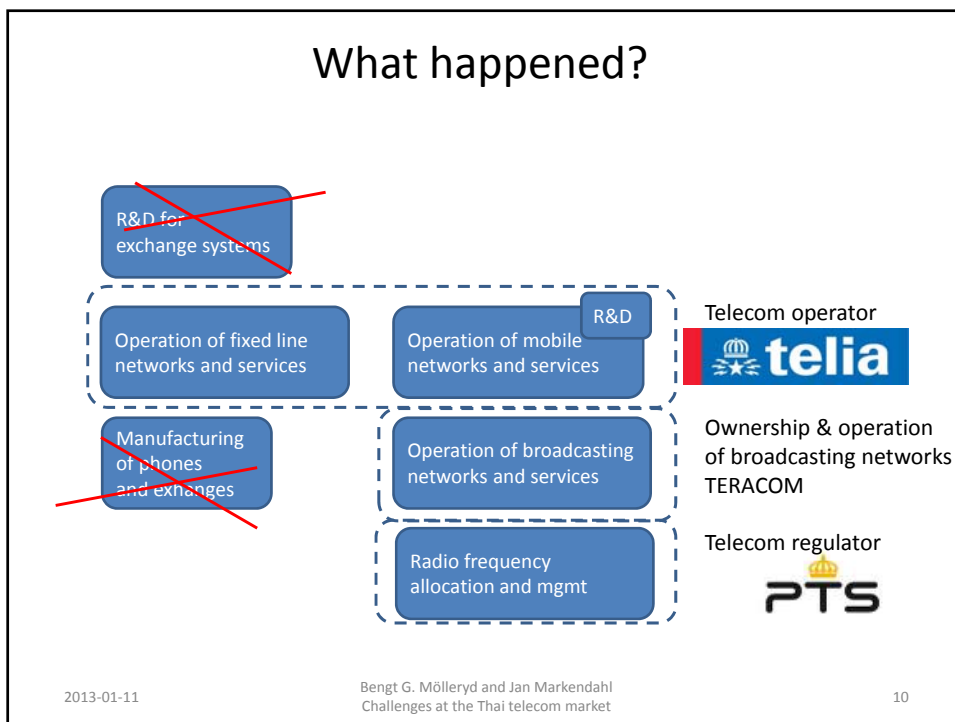 What happened?
R&D for
exchange systems
Operation of fixed line
networks and services
Operation of mobile
networks and services
R&D
Telecom operator
telia
Manufacturing
of phones
and exhanges
Operation of broadcasting
networks and services
Ownership & operation
of broadcasting networks
TERACOM
Radio frequency
allocation and mgmt
Telecom regulator
PTS
2013-01-11
Bengt G. Mölleryd and Jan Markendahl
Challenges at the Thai telecom market
10